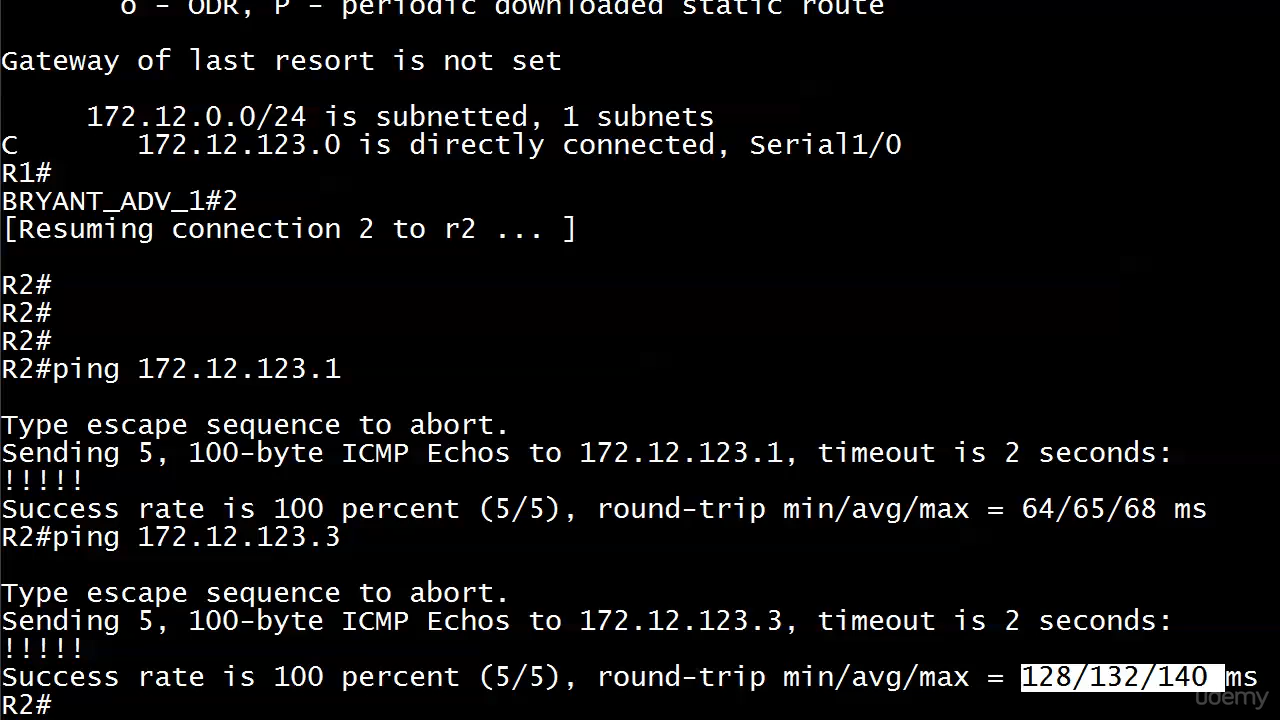 o - ODR, P - periodic downloaded static route
Gateway of last resort is not set
172.12.0.0/24 is subnetted, 1 subnets
C 172.12.123.0 is directly connected, Serial1/0
R1#
BRYANT_ADV_1#2
[Resuming connection 2 to r2 ... ]
R2#
R2#
R2#
R2#ping 172.12.123.1
Type escape sequence to abort.
Sending 5, 100-byte ICMP Echos to 172.12.123.1, timeout is 2 seconds:
!!!!!
Success rate is 100 percent (5/5), round-trip min/avg/max = 64/65/68 ms
R2#ping 172.12.123.3
Type escape sequence to abort.
Sending 5, 100-byte ICMP Echos to 172.12.123.3, timeout is 2 seconds:
!!!!!
Success rate is 100 percent (5/5), round-trip min/avg/max = 128/132/140 ms
R2#
udemy